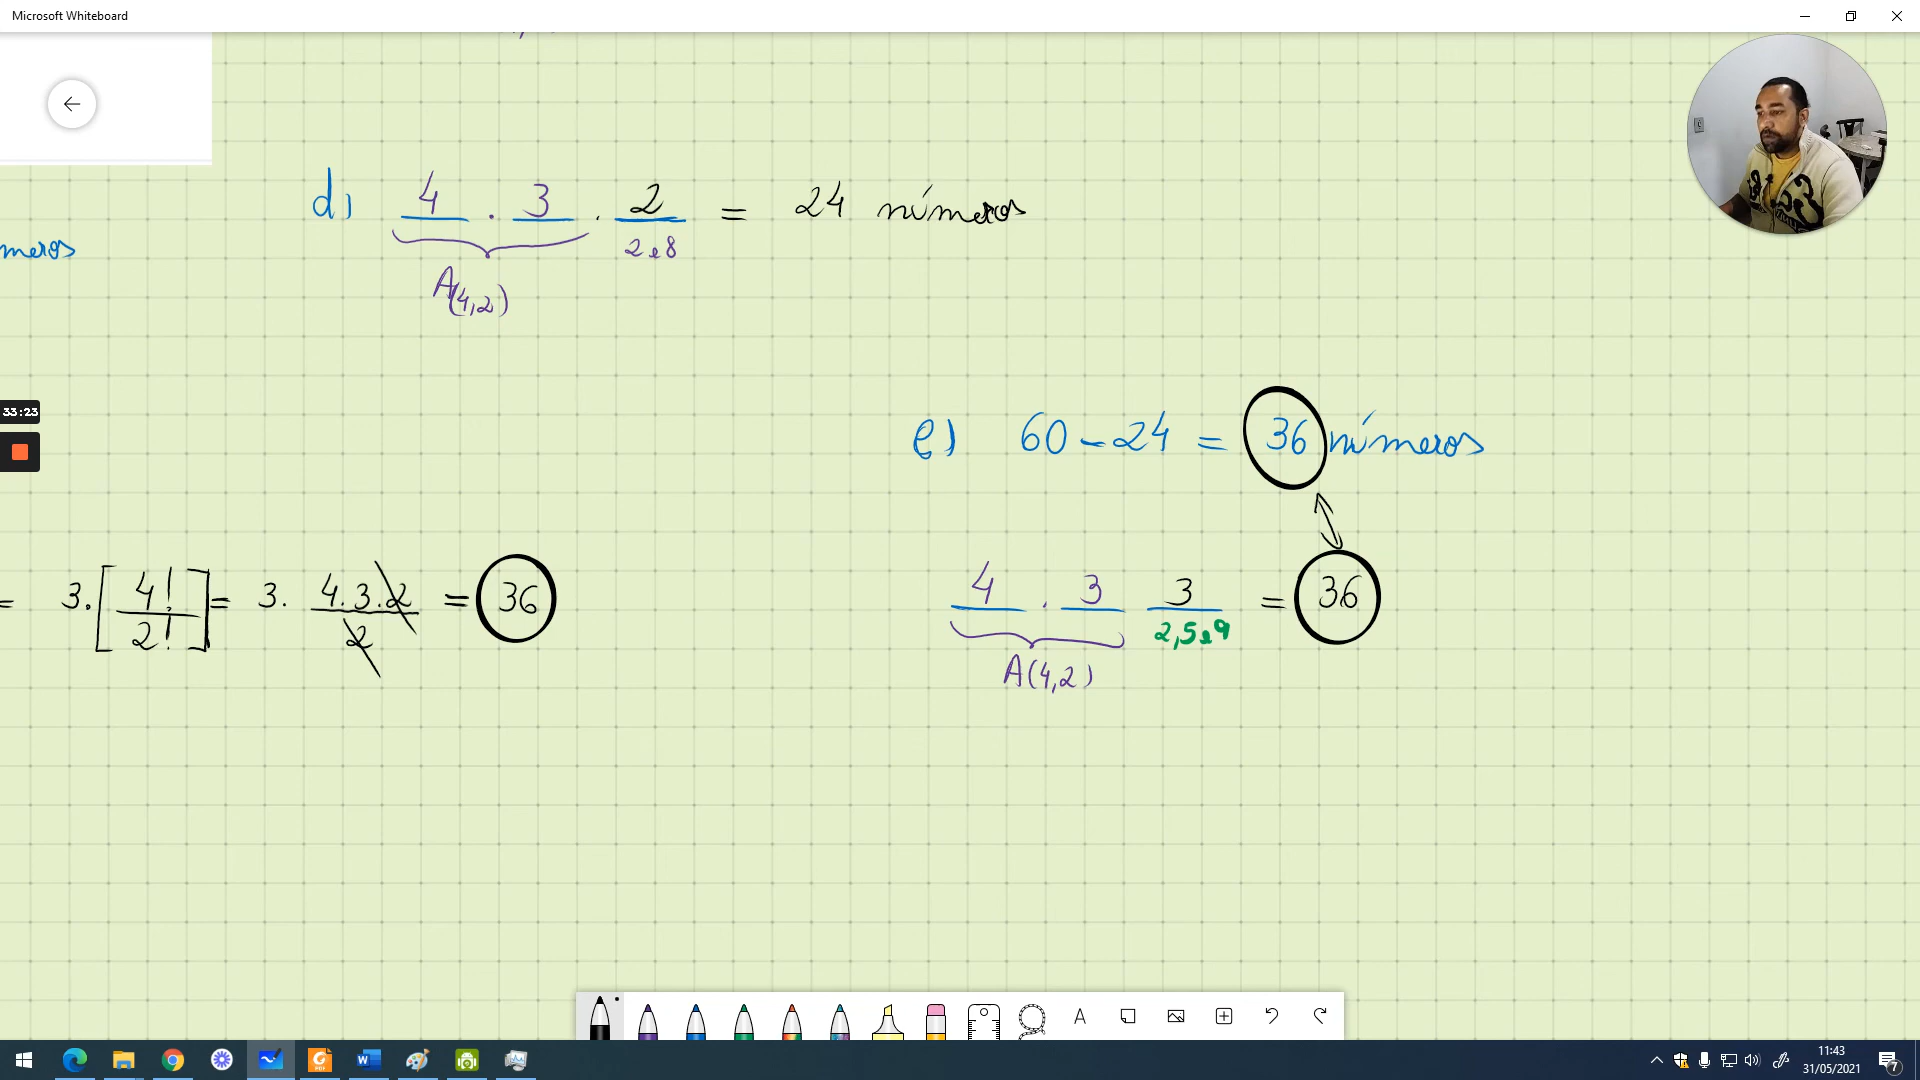 Microsoft Whiteboard
d) 4 . 3 . 2 = 24 números
2 e 8
A(4,2)
meros
33:23
e) 60 - 24 = 36 números
= 3. [ 4! / 2! ] = 3. 4.3.2 / 2 = 36
4 . 3 3 = 36
2,5 e 9
A(4,2)
A
W
11:43
31/05/2021
7